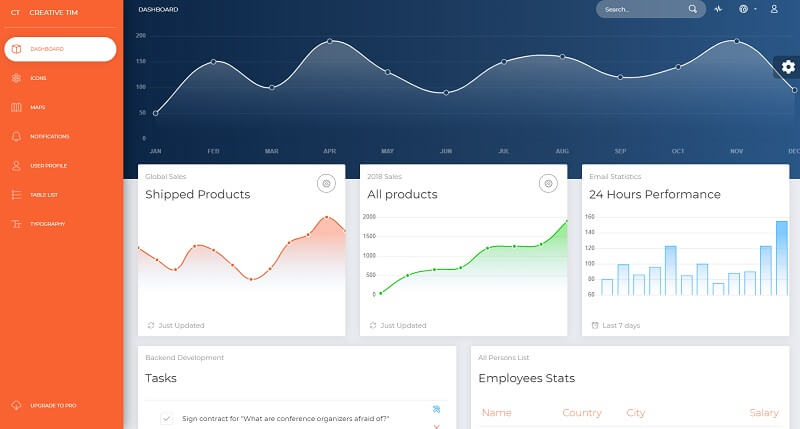 CT CREATIVE TIM
DASHBOARD
ICONS
MAPS
NOTIFICATIONS
USER PROFILE
TABLE LIST
TYPOGRAPHY
UPGRADE TO PRO
DASHBOARD
Search...
200
150
100
50
0
JAN FEB MAR APR MAY JUN JUL AUG SEP OCT NOV DEC
Global Sales
Shipped Products
Just Updated
2018 Sales
All products
2000
1500
1000
500
0
Just Updated
Email Statistics
24 Hours Performance
160
140
120
100
80
60
Last 7 days
Backend Development
Tasks
Sign contract for "What are conference organizers afraid of?"
All Persons List
Employees Stats
Name Country City Salary